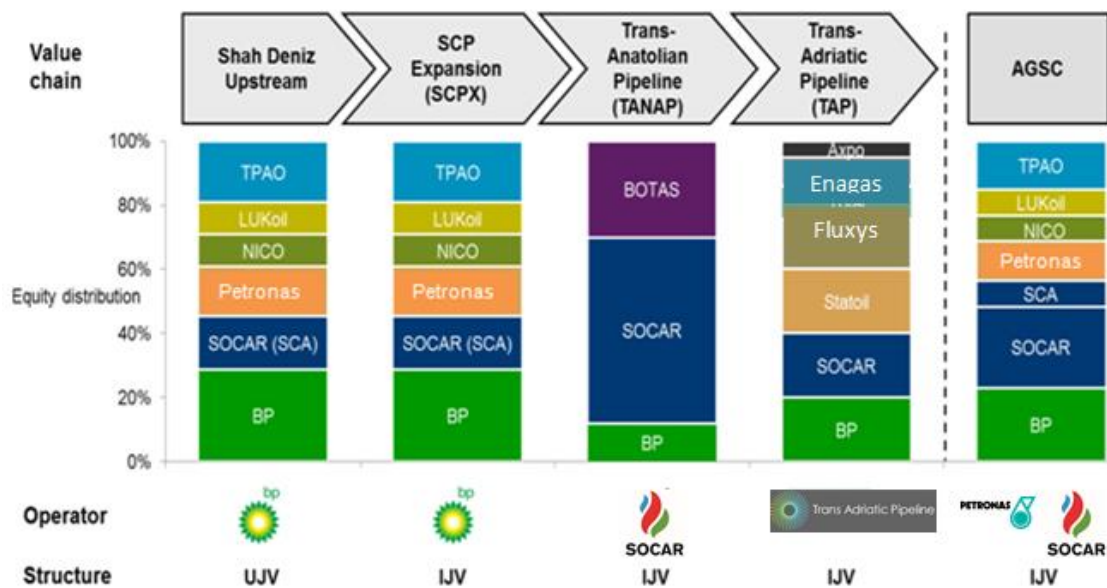 Value
chain
Shah Deniz
Upstream
SCP
Expansion
(SCPX)
Trans-
Anatolian
Pipeline
(TANAP)
Trans-
Adriatic
Pipeline
(TAP)
AGSC
Equity distribution
100%
80%
60%
40%
20%
0%
TPAO
LUKoil
NICO
Petronas
SOCAR (SCA)
BP
TPAO
LUKoil
NICO
Petronas
SOCAR (SCA)
BP
BOTAS
SOCAR
BP
Axpo
Enagas
Fluxys
Statoil
SOCAR
BP
TPAO
LUKoil
NICO
Petronas
SCA
SOCAR
BP
Operator
bp
bp
SOCAR
Trans Adriatic Pipeline
PETRONAS
SOCAR
Structure
UJV
IJV
IJV
IJV
IJV